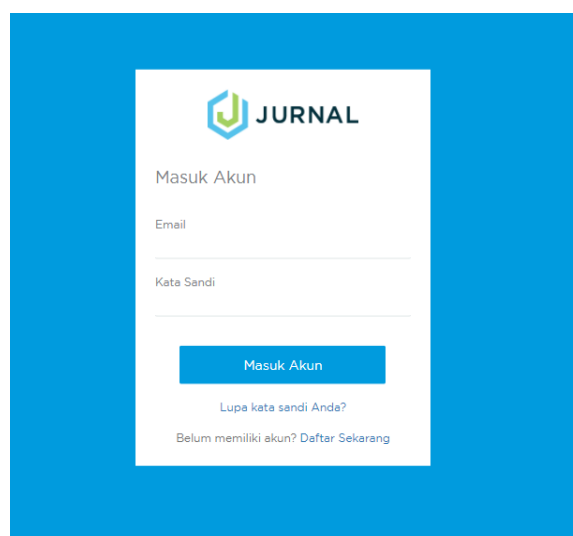 JURNAL
Masuk Akun
Email
Kata Sandi
Masuk Akun
Lupa kata sandi Anda?
Belum memiliki akun? Daftar Sekarang